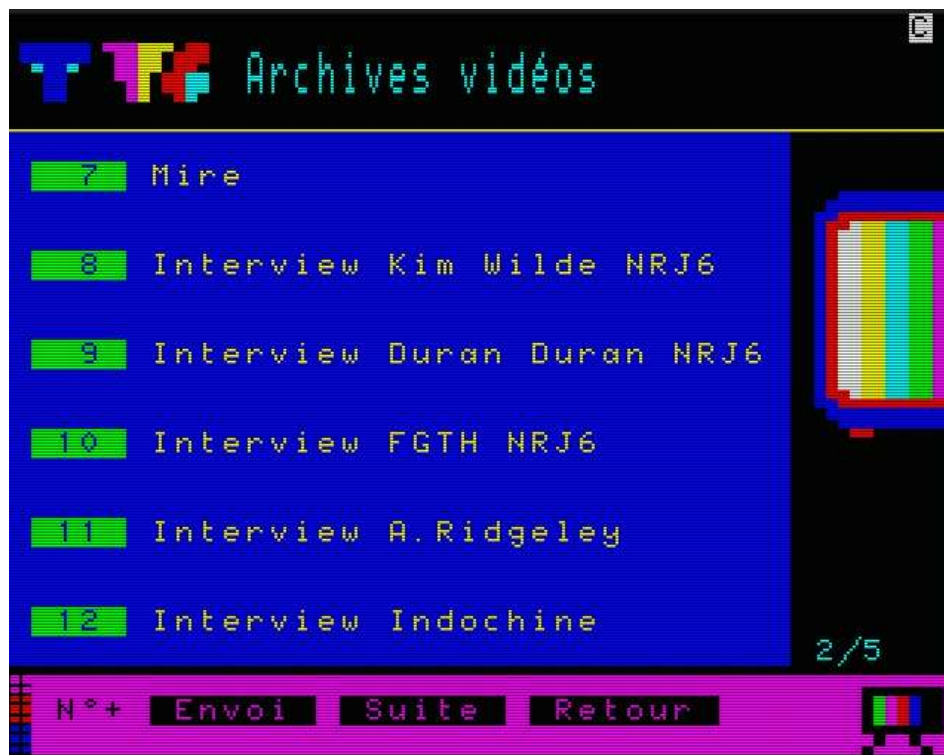 C
TV6 Archives vidéos
7 Mire
8 Interview Kim Wilde NRJ6
9 Interview Duran Duran NRJ6
10 Interview FGTH NRJ6
11 Interview A.Ridgeley
12 Interview Indochine
2/5
N°+ Envoi Suite Retour